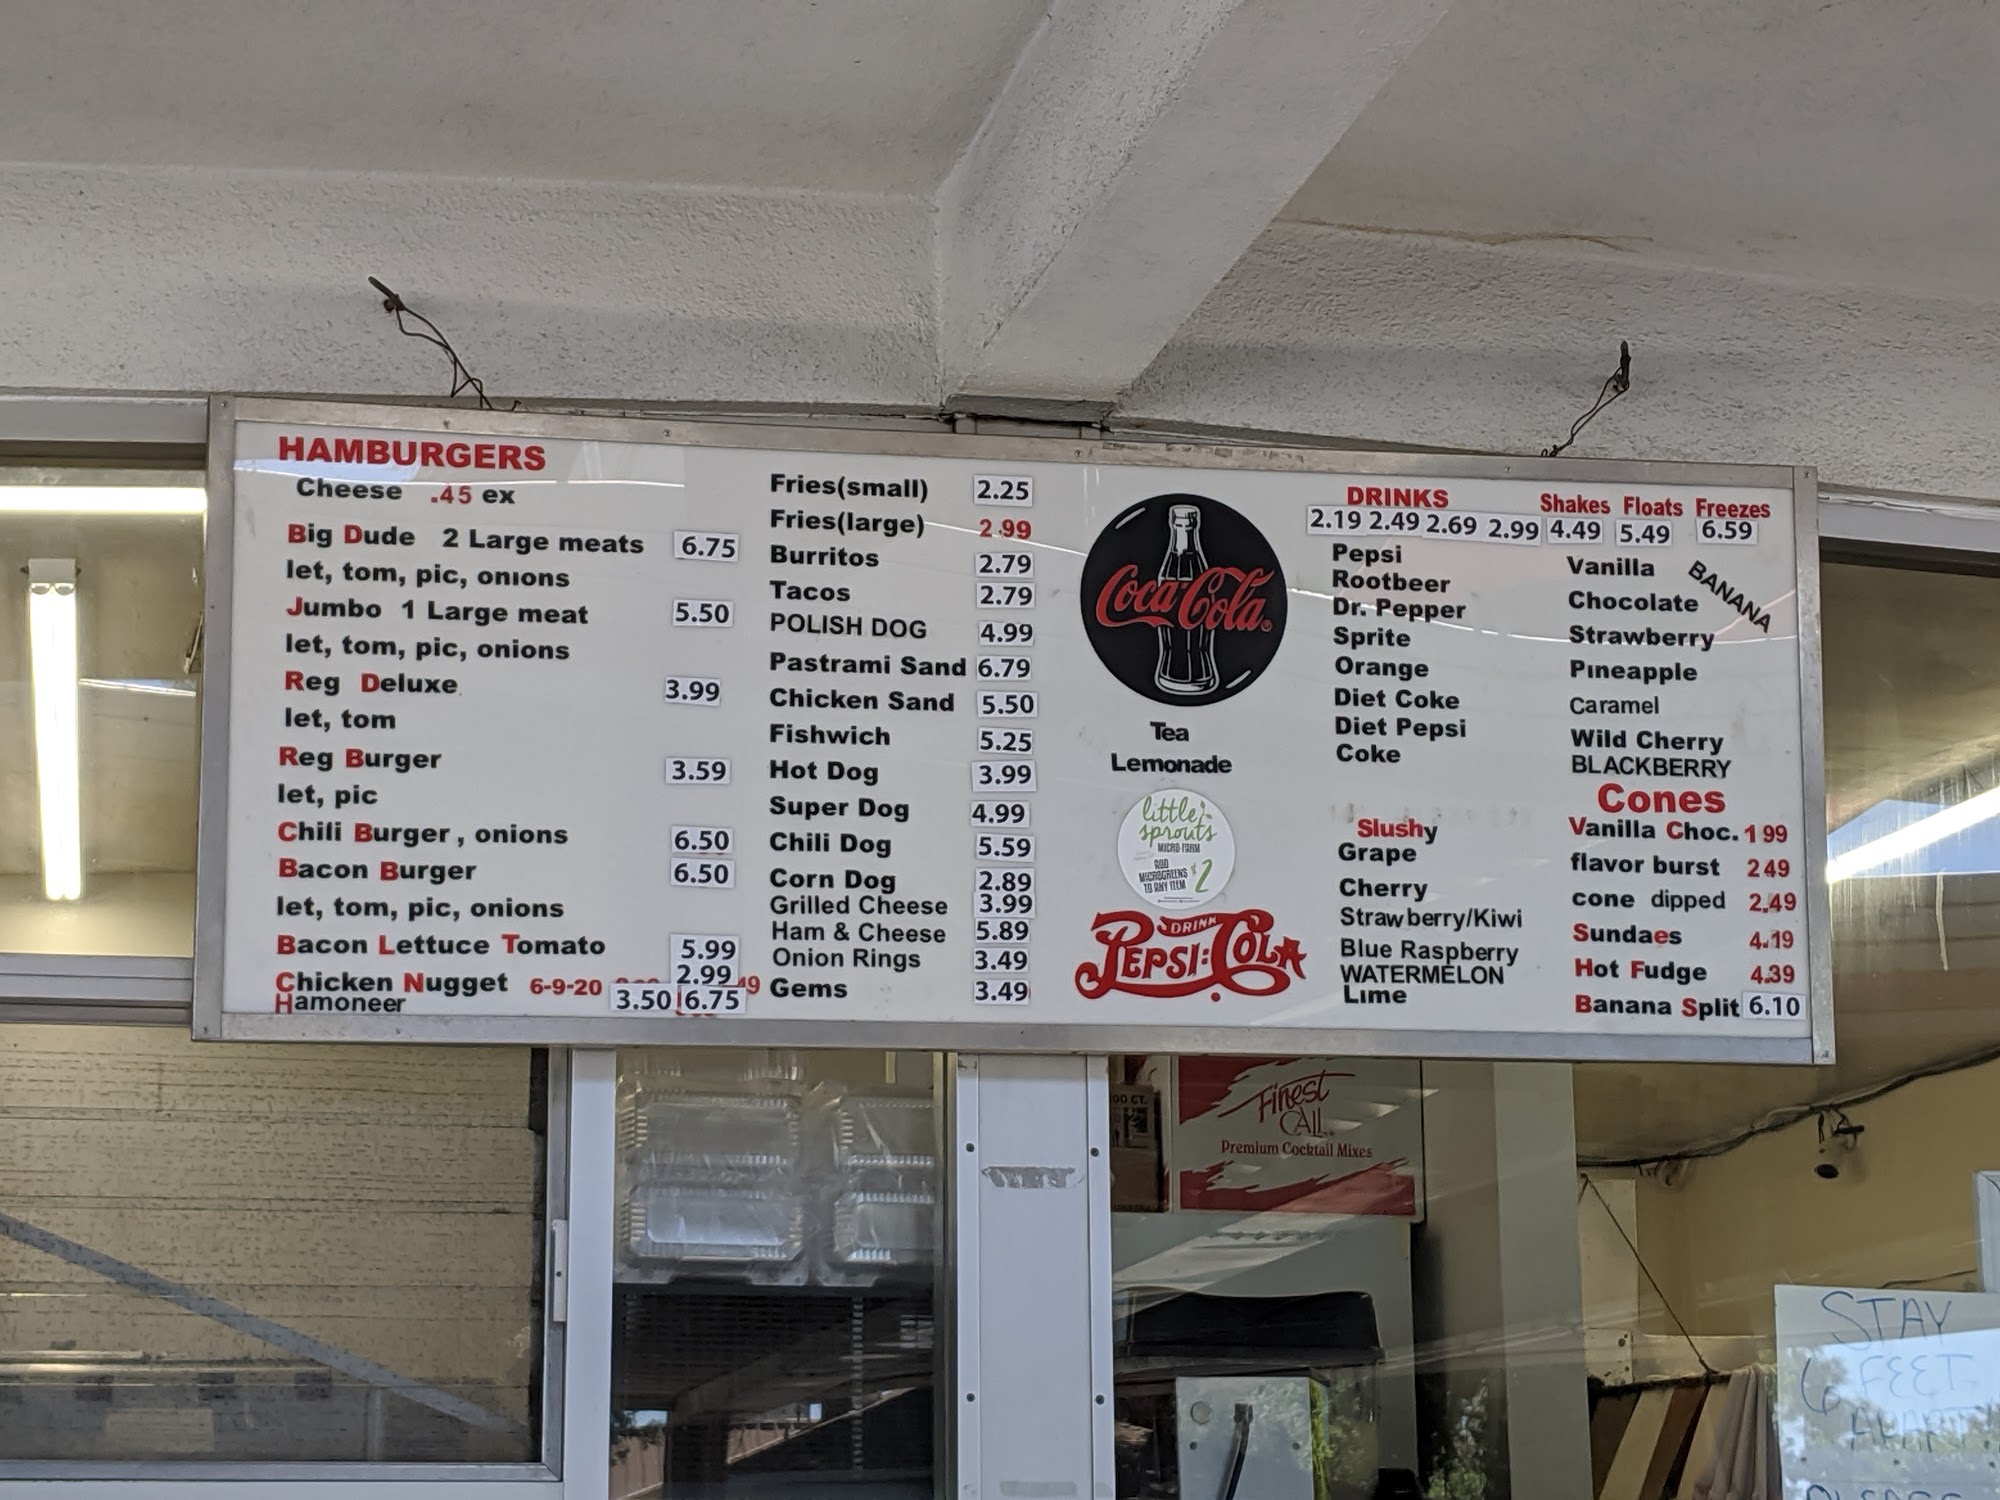 HAMBURGERS
Cheese .45 ex
Big Dude 2 Large meats 6.75
let, tom, pic, onions
Jumbo 1 Large meat 5.50
let, tom, pic, onions
Reg Deluxe 3.99
let, tom
Reg Burger 3.59
let, pic
Chili Burger, onions 6.50
Bacon Burger 6.50
let, tom, pic, onions
Bacon Lettuce Tomato 5.99
Chicken Nugget 6-9-20 2.99 49
Hamoneer 3.50 6.75
Fries(small) 2.25
Fries(large) 2.99
Burritos 2.79
Tacos 2.79
POLISH DOG 4.99
Pastrami Sand 6.79
Chicken Sand 5.50
Fishwich 5.25
Hot Dog 3.99
Super Dog 4.99
Chili Dog 5.59
Corn Dog 2.89
Grilled Cheese 3.99
Ham & Cheese 5.89
Onion Rings 3.49
Gems 3.49
Coca-Cola
Tea
Lemonade
little
sprouts
MICRO-FARM
ADD
MICROGREENS
TO ANY ITEM
$2
DRINK
PEPSI:COLA
DRINKS
2.19 2.49 2.69 2.99
Pepsi
Rootbeer
Dr. Pepper
Sprite
Orange
Diet Coke
Diet Pepsi
Coke
Slushy
Grape
Cherry
Strawberry/Kiwi
Blue Raspberry
WATERMELON
Lime
Shakes Floats Freezes
4.49 5.49 6.59
Vanilla
BANANA
Chocolate
Strawberry
Pineapple
Caramel
Wild Cherry
BLACKBERRY
Cones
Vanilla Choc. 1 99
flavor burst 2 49
cone dipped 2.49
Sundaes 4.19
Hot Fudge 4.39
Banana Split 6.10
00 CT.
Finest
CALL
Premium Cocktail Mixes
STAY
6 FEET
APART
PLEASE